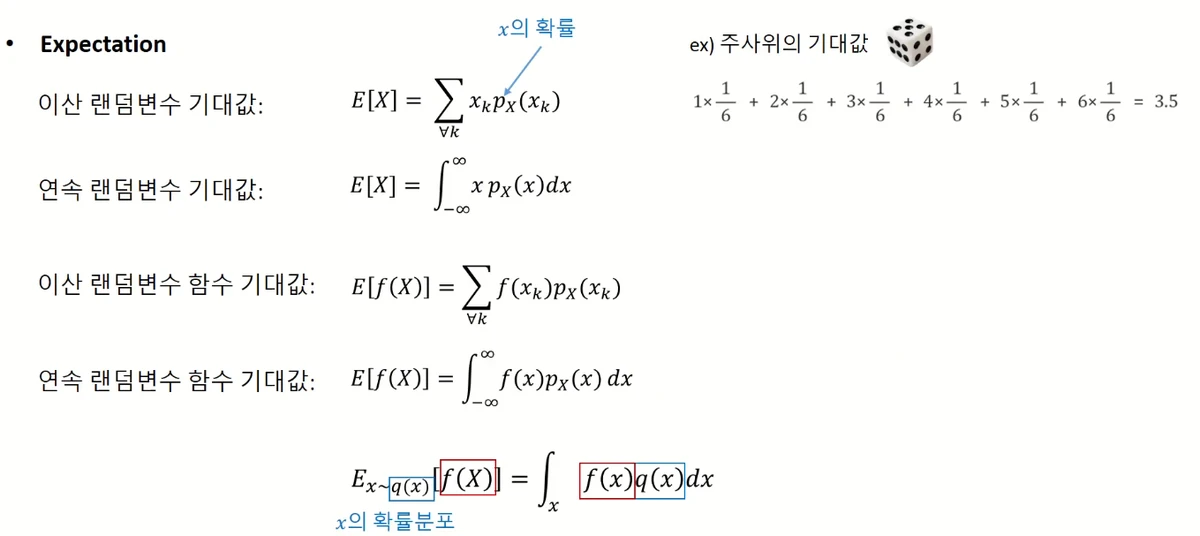 • Expectation
x의 확률
이산 랜덤변수 기대값: E[X] = ∑_{∀k} x_k p_X(x_k)
연속 랜덤변수 기대값: E[X] = ∫_{−∞}^{∞} x p_X(x)dx
이산 랜덤변수 함수 기대값: E[f(X)] = ∑_{∀k} f(x_k)p_X(x_k)
연속 랜덤변수 함수 기대값: E[f(X)] = ∫_{−∞}^{∞} f(x)p_X(x) dx
E_{x~q(x)}[f(X)] = ∫_x f(x)q(x)dx
x의 확률분포
ex) 주사위의 기대값
1×1/6 + 2×1/6 + 3×1/6 + 4×1/6 + 5×1/6 + 6×1/6 = 3.5